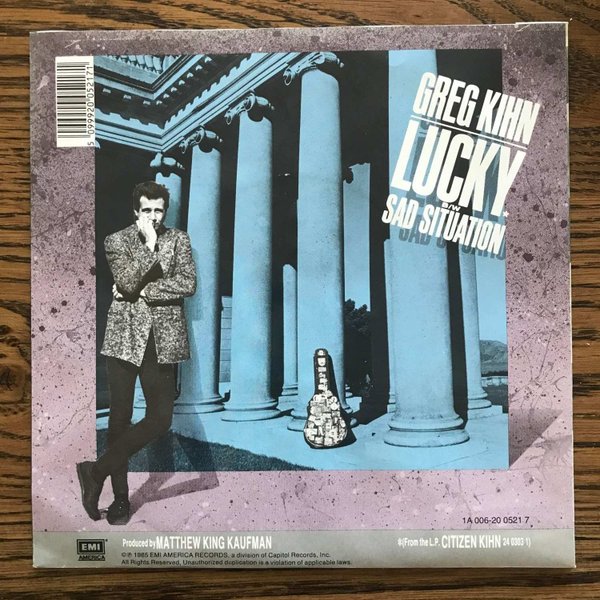 5 099920 052171
GREG KIHN
LUCKY*
B/W
SAD SITUATION
1A 006-20 0521 7
EMI
AMERICA
Produced by MATTHEW KING KAUFMAN
©℗ 1985 EMI AMERICA RECORDS, a division of Capitol Records, Inc.
All Rights Reserved. Unauthorized duplication is a violation of applicable laws.
*(From the L.P. CITIZEN KIHN 24 0303 1)